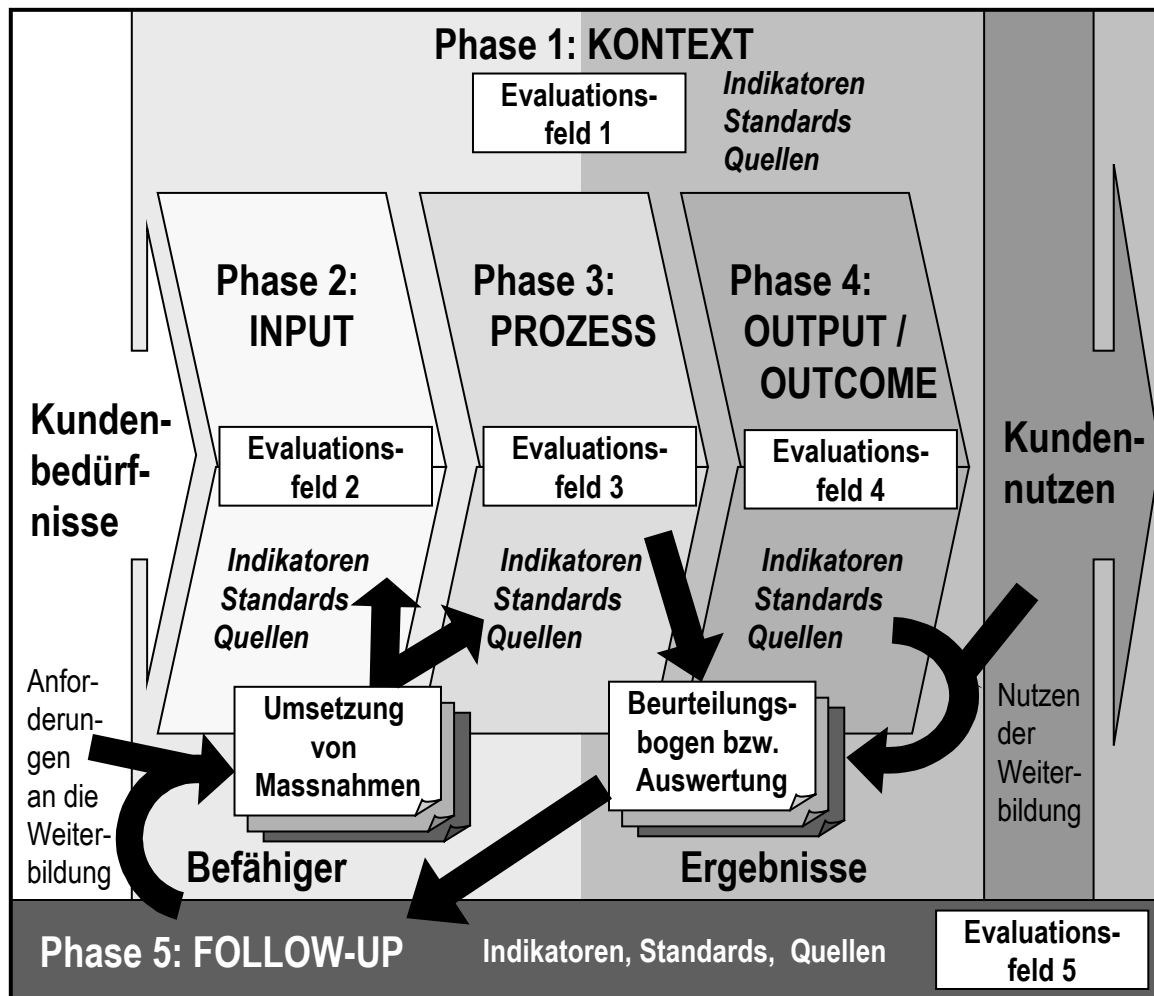 Phase 1: KONTEXT
Evaluations-
feld 1
Indikatoren
Standards
Quellen
Kunden-
bedürf-
nisse
Phase 2:
INPUT
Evaluations-
feld 2
Indikatoren
Standards
Quellen
Phase 3:
PROZESS
Evaluations-
feld 3
Indikatoren
Standards
Quellen
Phase 4:
OUTPUT /
OUTCOME
Evaluations-
feld 4
Indikatoren
Standards
Quellen
Kunden-
nutzen
Anfor-
derun-
gen
an die
Weiter-
bildung
Umsetzung
von
Massnahmen
Beurteilungs-
bogen bzw.
Auswertung
Nutzen
der
Weiter-
bildung
Befähiger
Ergebnisse
Phase 5: FOLLOW-UP
Indikatoren, Standards, Quellen
Evaluations-
feld 5